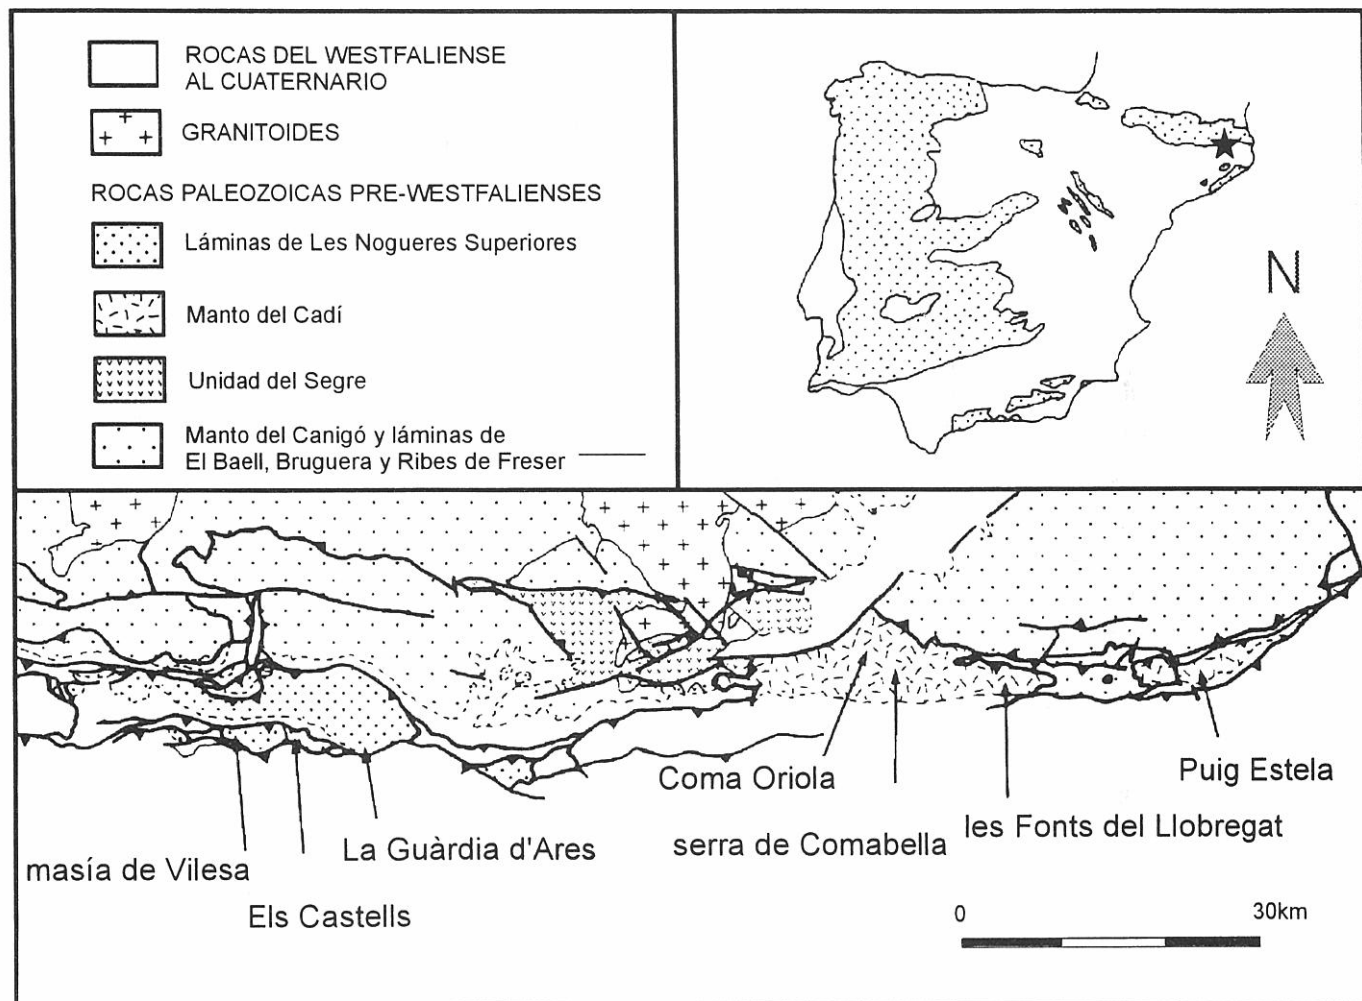 ROCAS DEL WESTFALIENSE
AL CUATERNARIO
GRANITOIDES
ROCAS PALEOZOICAS PRE-WESTFALIENSES
Láminas de Les Nogueres Superiores
Manto del Cadí
Unidad del Segre
Manto del Canigó y láminas de
El Baell, Bruguera y Ribes de Freser
N
Coma Oriola
Puig Estela
serra de Comabella
les Fonts del Llobregat
La Guàrdia d'Ares
masía de Vilesa
Els Castells
0 30km